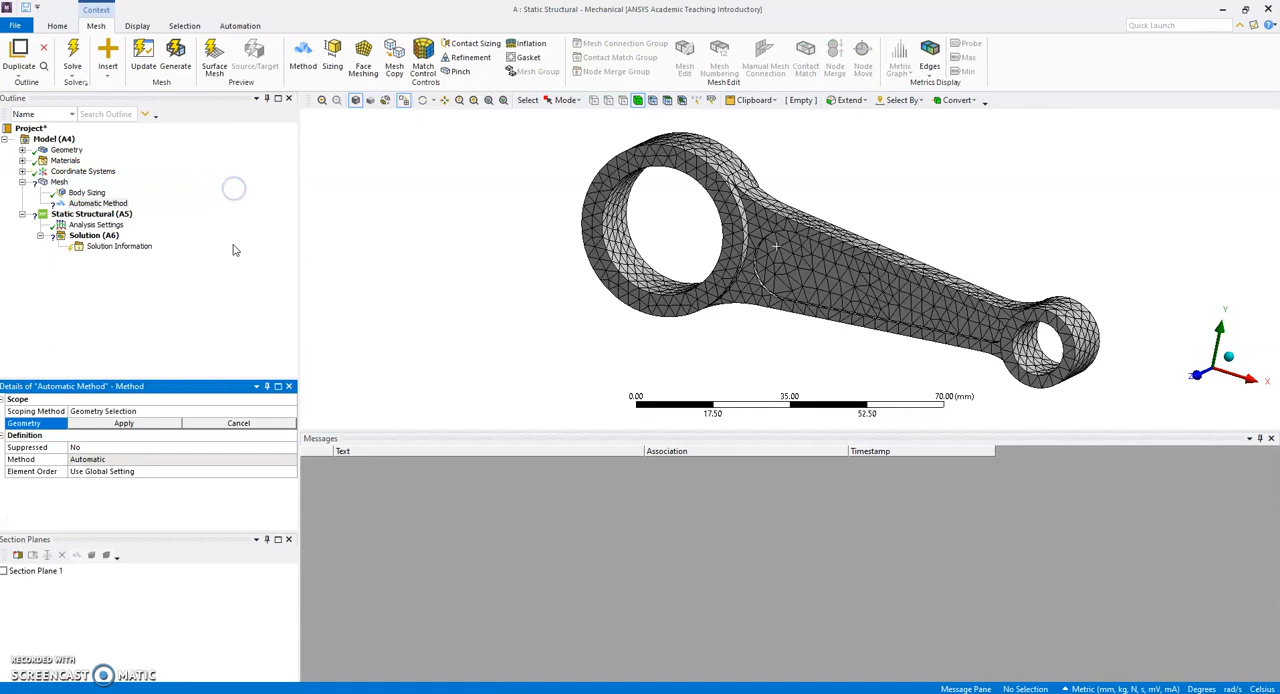 Context
A : Static Structural - Mechanical [ANSYS Academic Teaching Introductory]
File Home Mesh Display Selection Automation
Quick Launch
Duplicate
Solve
Insert
Update Generate
Surface Mesh
Source/Target
Method Sizing
Face Meshing
Mesh Copy
Match Control
Contact Sizing
Refinement
Pinch
Inflation
Gasket
Mesh Group
Mesh Connection Group
Contact Match Group
Node Merge Group
Mesh Edit
Mesh Numbering
Manual Mesh Connection
Contact Match
Node Merge
Node Move
Metric Graph
Edges
Probe
Max
Min
Outline Solver Mesh Preview Controls Mesh Edit Metrics Display
Outline
Select Mode Clipboard [ Empty ] Extend Select By Convert
Name Search Outline
Project*
Model (A4)
Geometry
Materials
Coordinate Systems
Mesh
Body Sizing
Automatic Method
Static Structural (A5)
Analysis Settings
Solution (A6)
Solution Information
Y
X
Z
0.00 35.00 70.00 (mm)
17.50 52.50
Details of "Automatic Method" - Method
Scope
Scoping Method Geometry Selection
Geometry Apply Cancel
Definition
Suppressed No
Method Automatic
Element Order Use Global Setting
Messages
Text Association Timestamp
Section Planes
Section Plane 1
RECORDED WITH
SCREENCAST MATIC
Message Pane No Selection Metric (mm, kg, N, s, mV, mA) Degrees rad/s Celsius